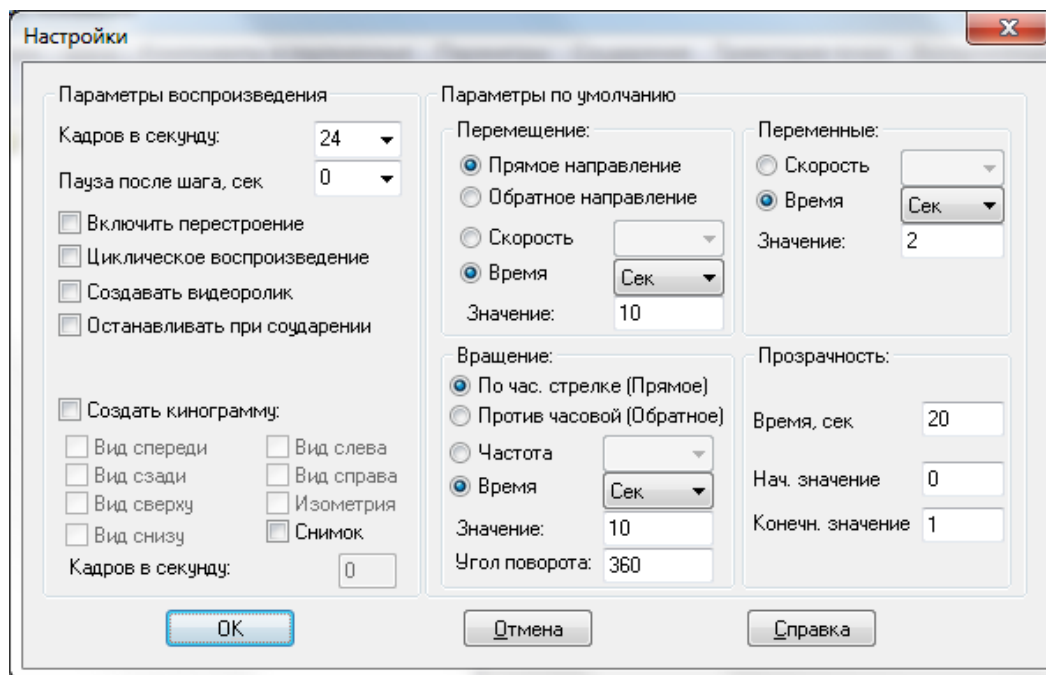 Настройки
Параметры воспроизведения
Кадров в секунду: 24
Пауза после шага, сек 0
Включить перестроение
Циклическое воспроизведение
Создавать видеоролик
Останавливать при соударении
Создать кинограмму:
Вид спереди Вид слева
Вид сзади Вид справа
Вид сверху Изометрия
Вид снизу Снимок
Кадров в секунду: 0
Параметры по умолчанию
Перемещение:
Прямое направление
Обратное направление
Скорость
Время Сек
Значение: 10
Переменные:
Скорость
Время Сек
Значение: 2
Вращение:
По час. стрелке (Прямое)
Против часовой (Обратное)
Частота
Время Сек
Значение: 10
Угол поворота: 360
Прозрачность:
Время, сек 20
Нач. значение 0
Конечн. значение 1
OK Отмена Справка